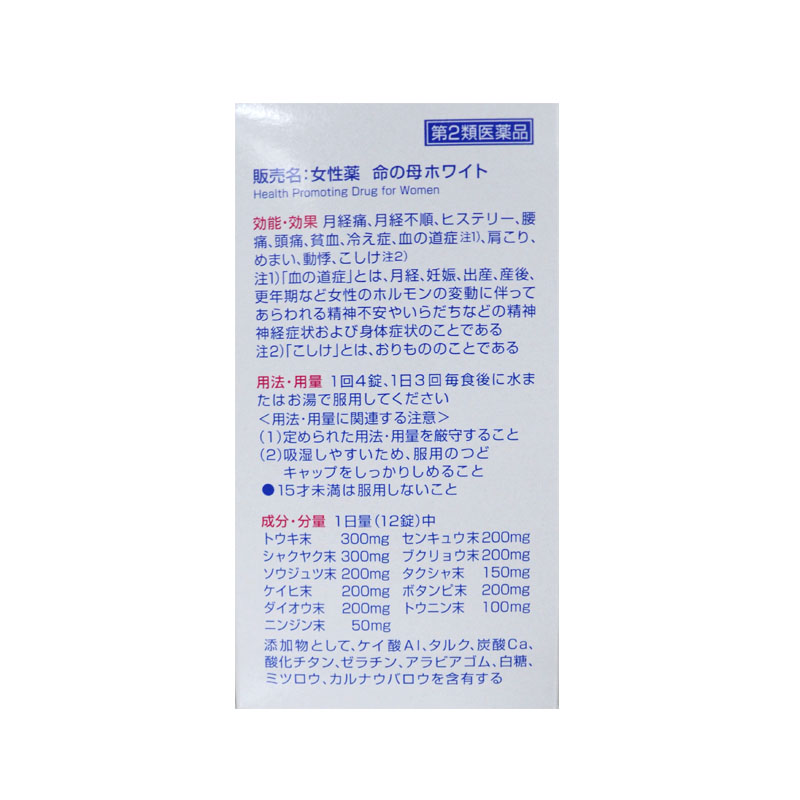 第2類医薬品
販売名:女性薬 命の母ホワイト
Health Promoting Drug for Women
効能・効果 月経痛、月経不順、ヒステリー、腰
痛、頭痛、貧血、冷え症、血の道症注1)、肩こり、
めまい、動悸、こしけ注2)
注1)「血の道症」とは、月経、妊娠、出産、産後、
更年期など女性のホルモンの変動に伴って
あらわれる精神不安やいらだちなどの精神
神経症状および身体症状のことである
注2)「こしけ」とは、おりもののことである
用法・用量 1回4錠、1日3回毎食後に水ま
たはお湯で服用してください
<用法・用量に関連する注意>
(1)定められた用法・用量を厳守すること
(2)吸湿しやすいため、服用のつど
キャップをしっかりしめること
●15才未満は服用しないこと
成分・分量 1日量(12錠)中
トウキ末 300mg センキュウ末 200mg
シャクヤク末 300mg ブクリョウ末 200mg
ソウジュツ末 200mg タクシャ末 150mg
ケイヒ末 200mg ボタンピ末 200mg
ダイオウ末 200mg トウニン末 100mg
ニンジン末 50mg
添加物として、ケイ酸Al、タルク、炭酸Ca、
酸化チタン、ゼラチン、アラビアゴム、白糖、
ミツロウ、カルナウバロウを含有する